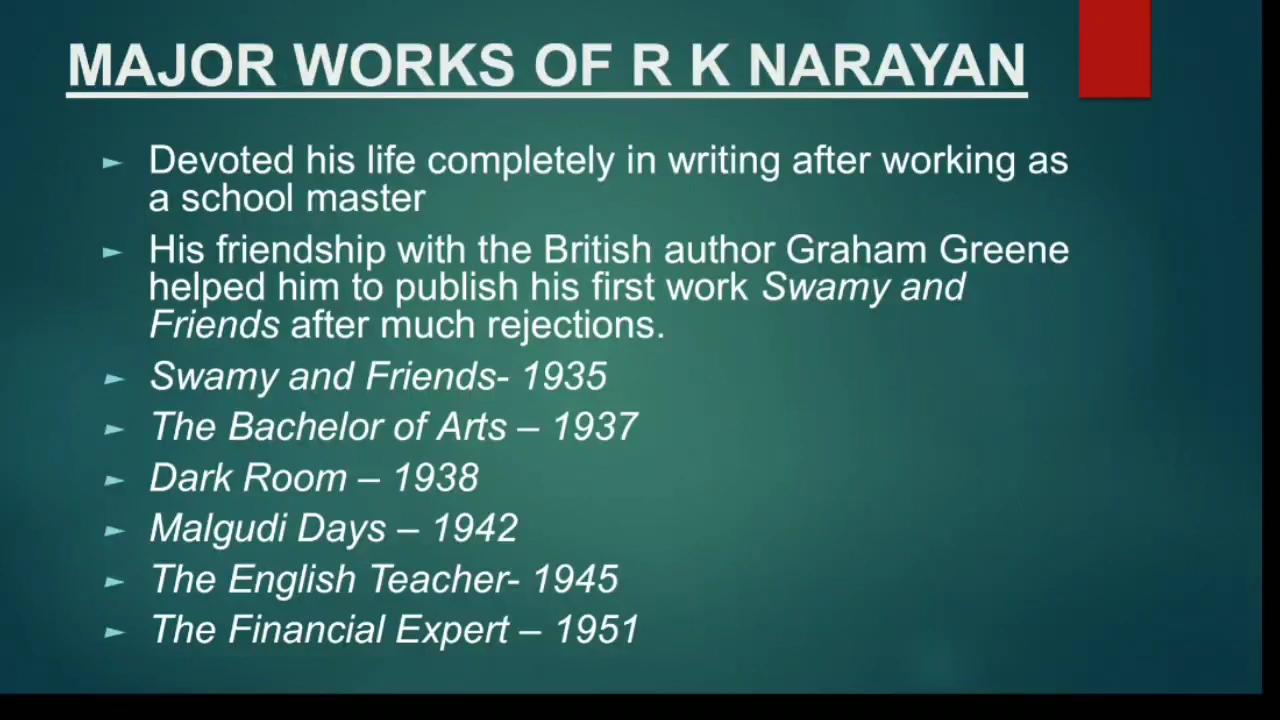 MAJOR WORKS OF R K NARAYAN
Devoted his life completely in writing after working as
a school master
His friendship with the British author Graham Greene
helped him to publish his first work Swamy and
Friends after much rejections.
Swamy and Friends- 1935
The Bachelor of Arts – 1937
Dark Room – 1938
Malgudi Days – 1942
The English Teacher- 1945
The Financial Expert – 1951